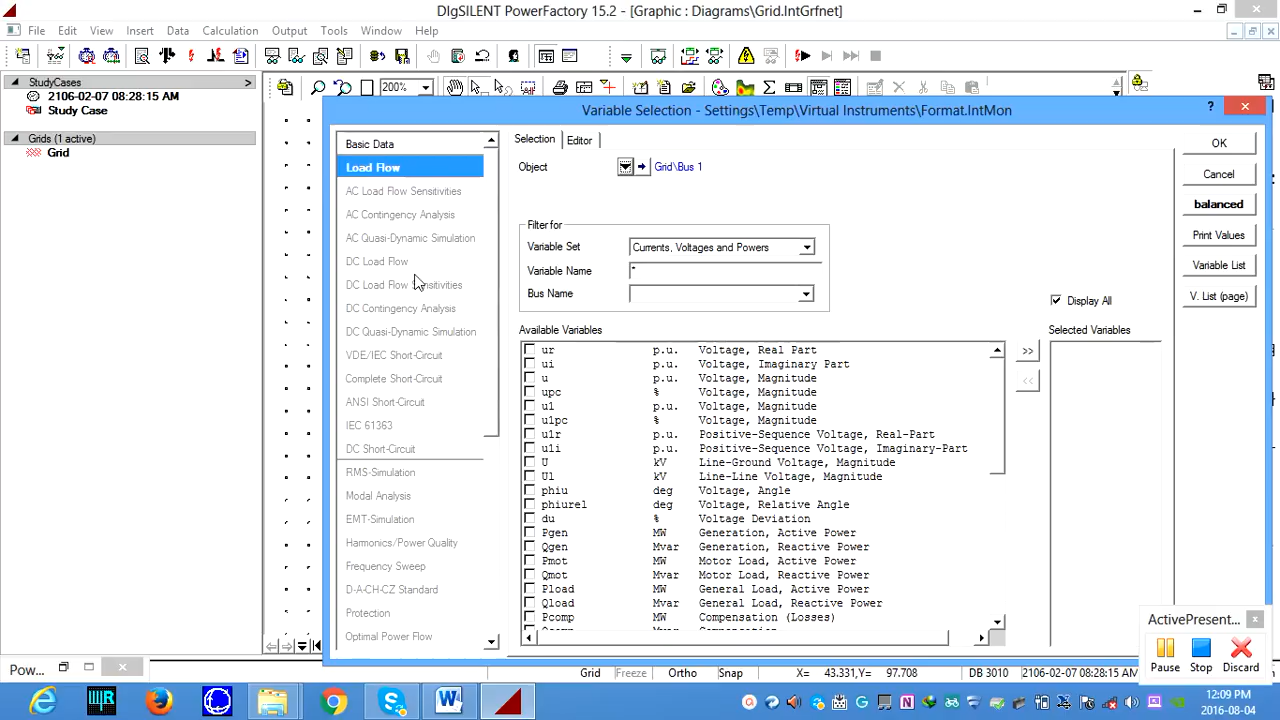 DIgSILENT PowerFactory 15.2 - [Graphic : Diagrams\Grid.IntGrfnet]
File Edit View Insert Data Calculation Output Tools Window Help
StudyCases >
2106-02-07 08:28:15 AM
Study Case
Grids (1 active)
Grid
200%
Variable Selection - Settings\Temp\Virtual Instruments\Format.IntMon
?
Basic Data
Load Flow
AC Load Flow Sensitivities
AC Contingency Analysis
AC Quasi-Dynamic Simulation
DC Load Flow
DC Load Flow Sensitivities
DC Contingency Analysis
DC Quasi-Dynamic Simulation
VDE/IEC Short-Circuit
Complete Short-Circuit
ANSI Short-Circuit
IEC 61363
DC Short-Circuit
RMS-Simulation
Modal Analysis
EMT-Simulation
Harmonics/Power Quality
Frequency Sweep
D-A-CH-CZ Standard
Protection
Optimal Power Flow
Selection Editor
Object Grid\Bus 1
Filter for
Variable Set Currents, Voltages and Powers
Variable Name *
Bus Name
Display All
Available Variables
ur p.u. Voltage, Real Part
ui p.u. Voltage, Imaginary Part
u p.u. Voltage, Magnitude
upc % Voltage, Magnitude
u1 p.u. Voltage, Magnitude
u1pc % Voltage, Magnitude
u1r p.u. Positive-Sequence Voltage, Real-Part
u1i p.u. Positive-Sequence Voltage, Imaginary-Part
U kV Line-Ground Voltage, Magnitude
Ul kV Line-Line Voltage, Magnitude
phiu deg Voltage, Angle
phiurel deg Voltage, Relative Angle
du % Voltage Deviation
Pgen MW Generation, Active Power
Qgen Mvar Generation, Reactive Power
Pmot MW Motor Load, Active Power
Qmot Mvar Motor Load, Reactive Power
Pload MW General Load, Active Power
Qload Mvar General Load, Reactive Power
Pcomp MW Compensation (Losses)
>>
<<
Selected Variables
OK
Cancel
balanced
Print Values
Variable List
V. List (page)
ActivePresent...
Pause Stop Discard
Pow...
Grid Freeze Ortho Snap X= 43.331, Y= 97.708 DB 3010 2106-02-07 08:28:15 AM
12:09 PM
2016-08-04